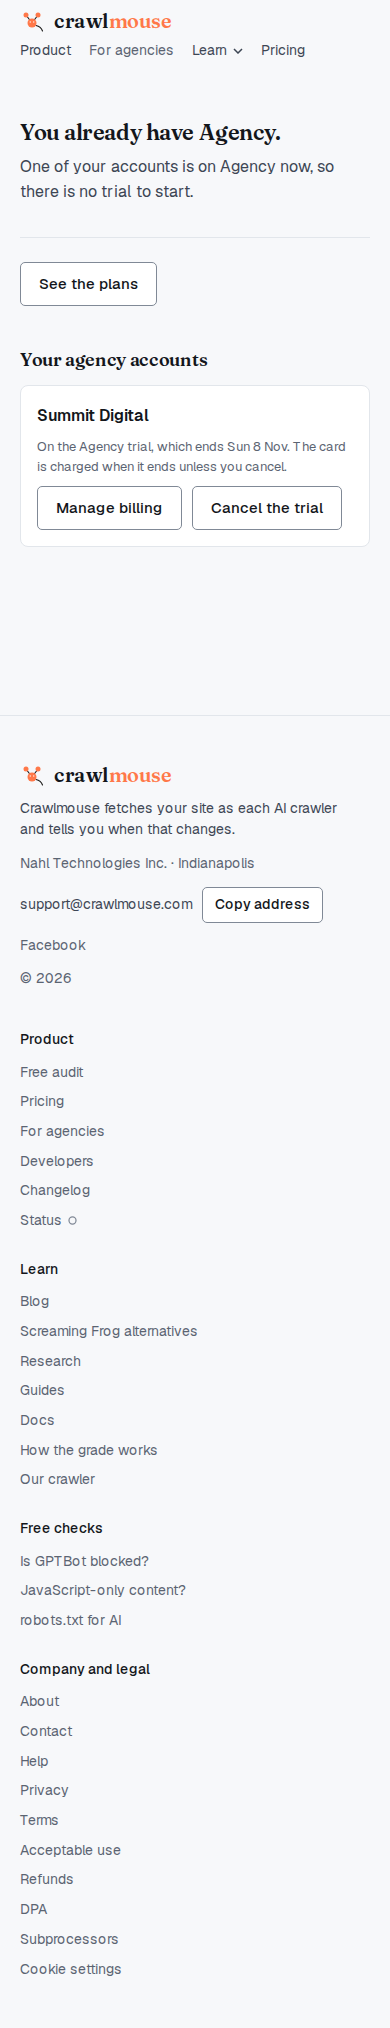 crawlmouse
Product For agencies Learn Pricing
You already have Agency.
One of your accounts is on Agency now, so
there is no trial to start.
See the plans
Your agency accounts
Summit Digital
On the Agency trial, which ends Sun 8 Nov. The card
is charged when it ends unless you cancel.
Manage billing Cancel the trial
crawlmouse
Crawlmouse fetches your site as each AI crawler
and tells you when that changes.
Nahl Technologies Inc. · Indianapolis
support@crawlmouse.com Copy address
Facebook
© 2026
Product
Free audit
Pricing
For agencies
Developers
Changelog
Status
Learn
Blog
Screaming Frog alternatives
Research
Guides
Docs
How the grade works
Our crawler
Free checks
Is GPTBot blocked?
JavaScript-only content?
robots.txt for AI
Company and legal
About
Contact
Help
Privacy
Terms
Acceptable use
Refunds
DPA
Subprocessors
Cookie settings